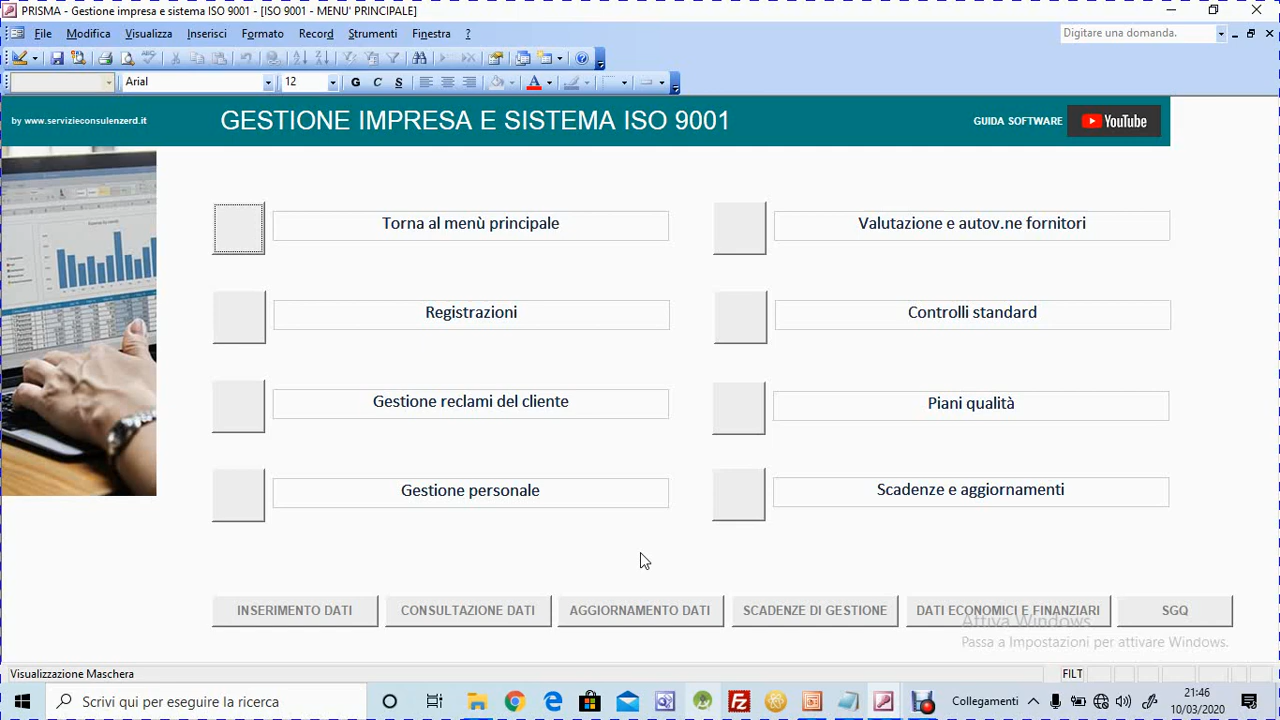 PRISMA - Gestione impresa e sistema ISO 9001 - [ISO 9001 - MENU' PRINCIPALE]
File Modifica Visualizza Inserisci Formato Record Strumenti Finestra ? Digitare una domanda.
Arial 12 G C S
by www.servizieconsulenzerd.it GESTIONE IMPRESA E SISTEMA ISO 9001 GUIDA SOFTWARE YouTube
Torna al menù principale Valutazione e autov.ne fornitori
Registrazioni Controlli standard
Gestione reclami del cliente Piani qualità
Gestione personale Scadenze e aggiornamenti
INSERIMENTO DATI CONSULTAZIONE DATI AGGIORNAMENTO DATI SCADENZE DI GESTIONE DATI ECONOMICI E FINANZIARI SGQ
Attiva Windows
Passa a Impostazioni per attivare Windows.
Visualizzazione Maschera FILT
Scrivi qui per eseguire la ricerca Collegamenti 21:46
10/03/2020